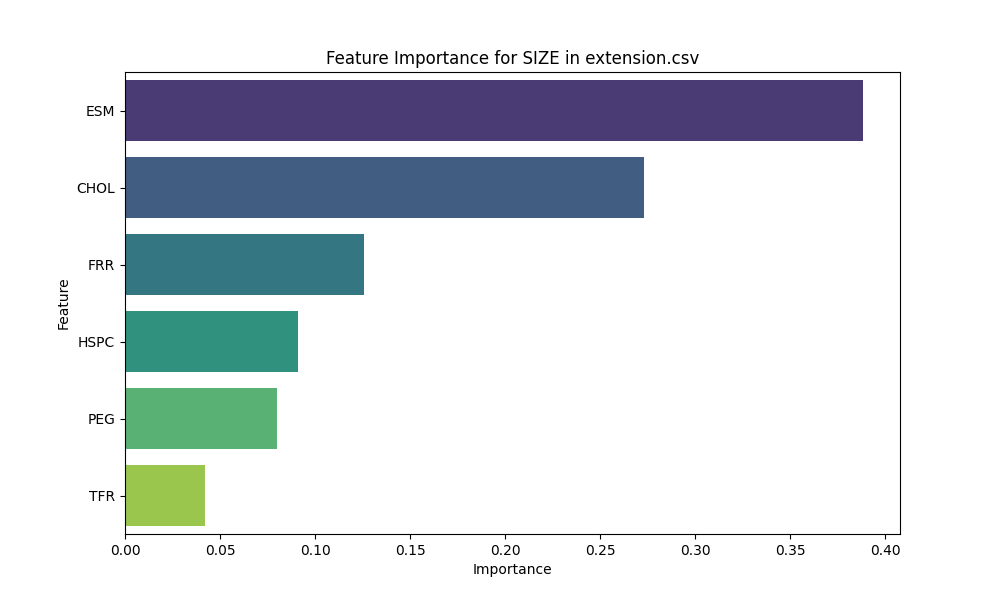 Feature Importance for SIZE in extension.csv
ESM
CHOL
FRR
HSPC
PEG
TFR
Feature
0.00 0.05 0.10 0.15 0.20 0.25 0.30 0.35 0.40
Importance